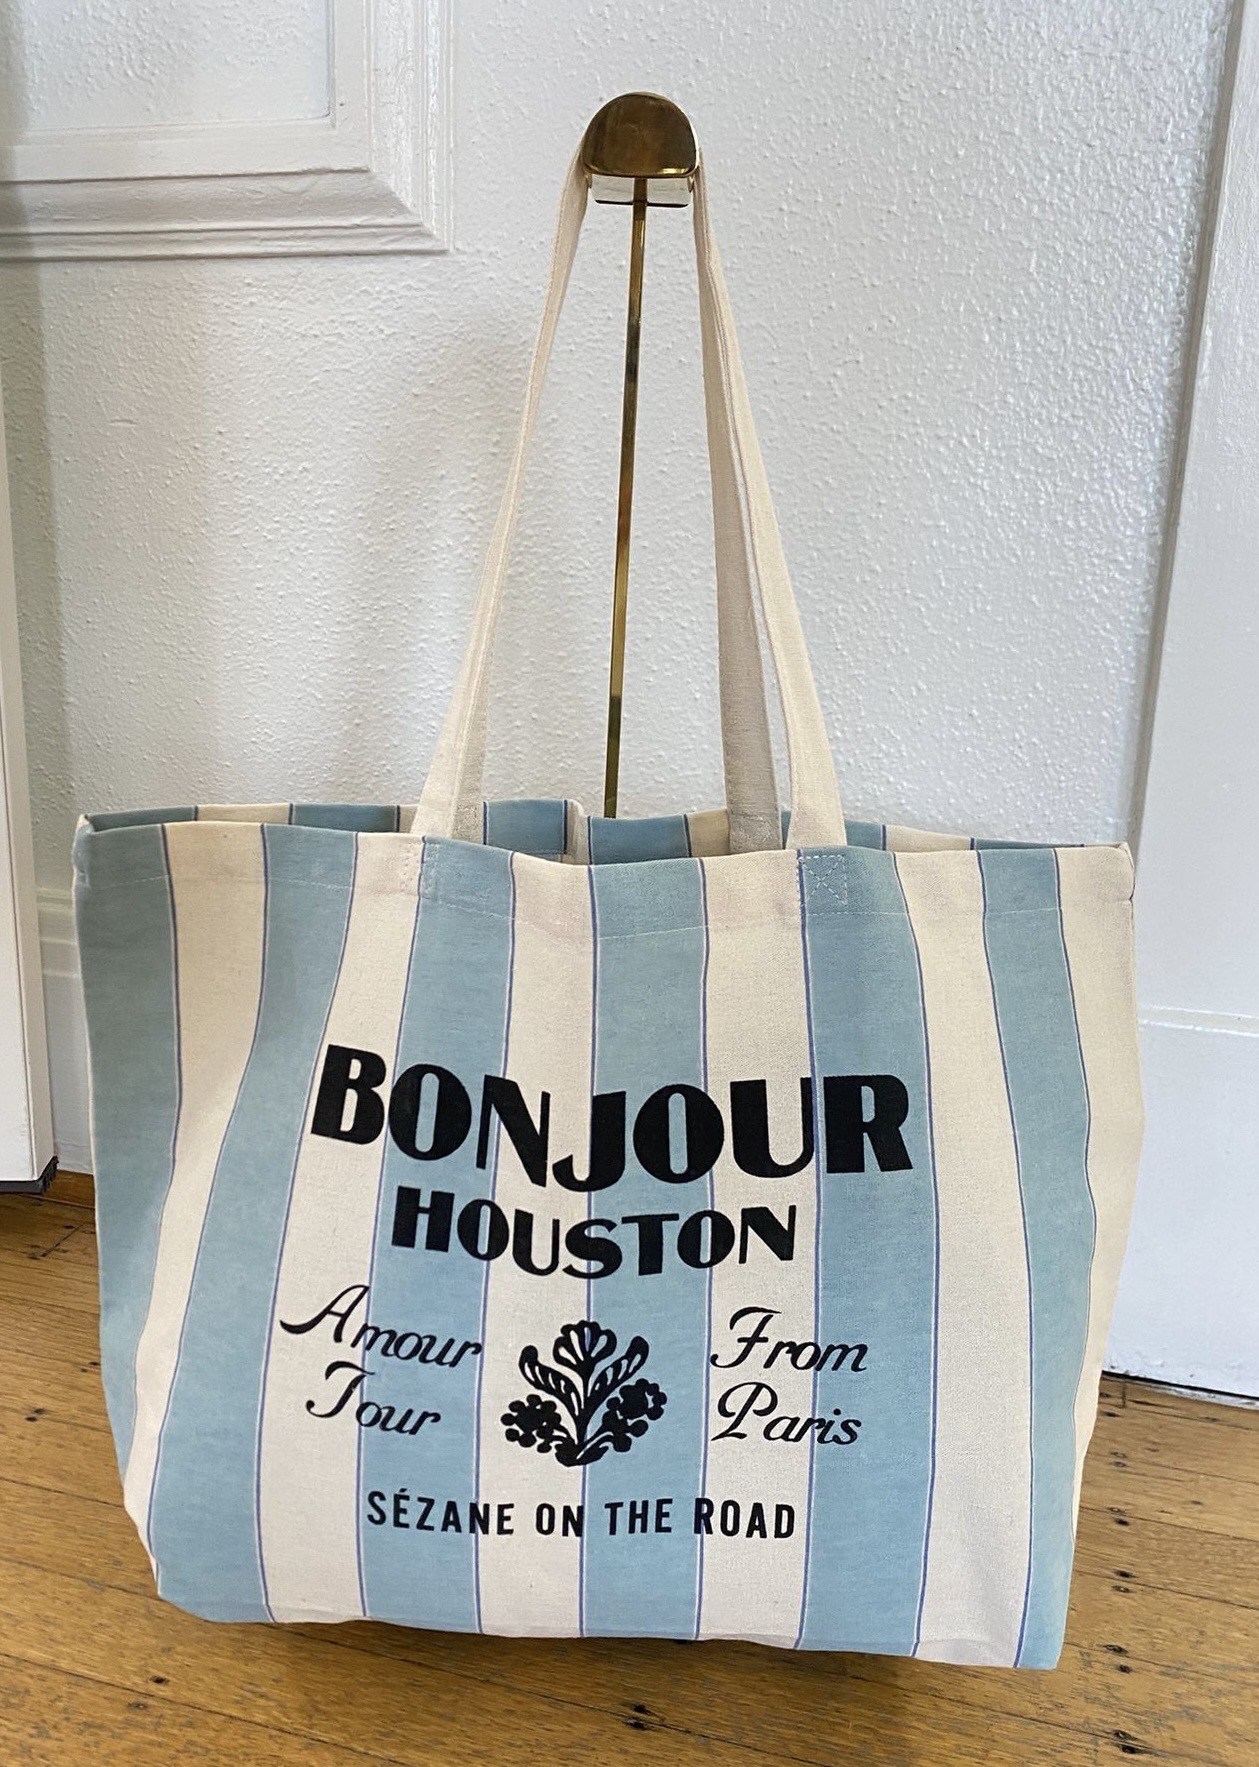 BONJOUR
HOUSTON
Amour
Tour
From
Paris
SÉZANE ON THE ROAD